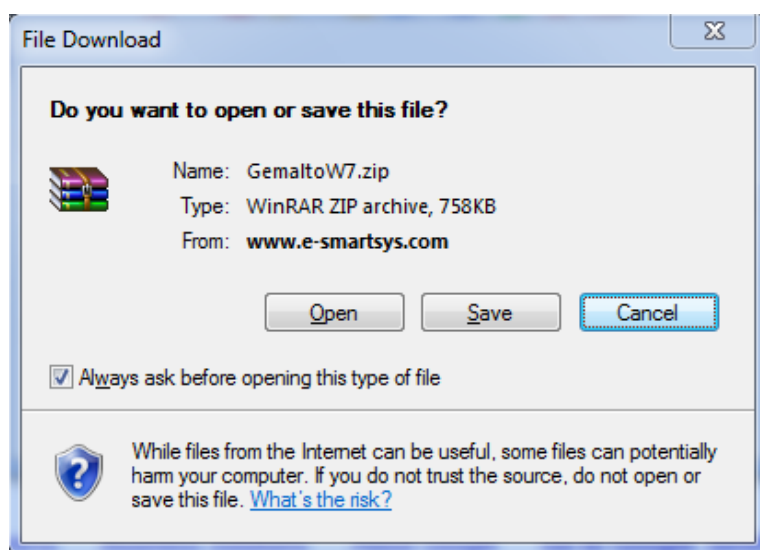 File Download
Do you want to open or save this file?
Name: GemaltoW7.zip
Type: WinRAR ZIP archive, 758KB
From: www.e-smartsys.com
Open Save Cancel
Always ask before opening this type of file
While files from the Internet can be useful, some files can potentially
harm your computer. If you do not trust the source, do not open or
save this file. What's the risk?